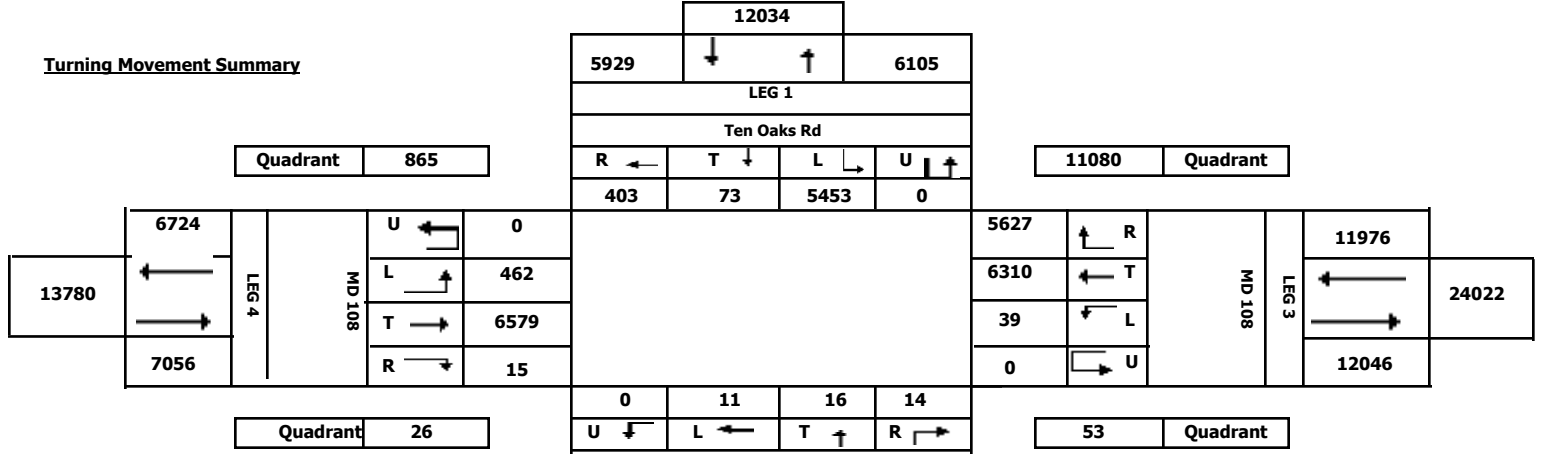 12034
Turning Movement Summary
5929 6105
LEG 1
Ten Oaks Rd
Quadrant 865
R T L U
11080 Quadrant
403 73 5453 0
6724 U 0
5627 R 11976
L 462
6310 T
13780 LEG 4 MD 108
MD 108 LEG 3 24022
T 6579
39 L
7056 R 15
0 U 12046
0 11 16 14
Quadrant 26
U L T R
53 Quadrant